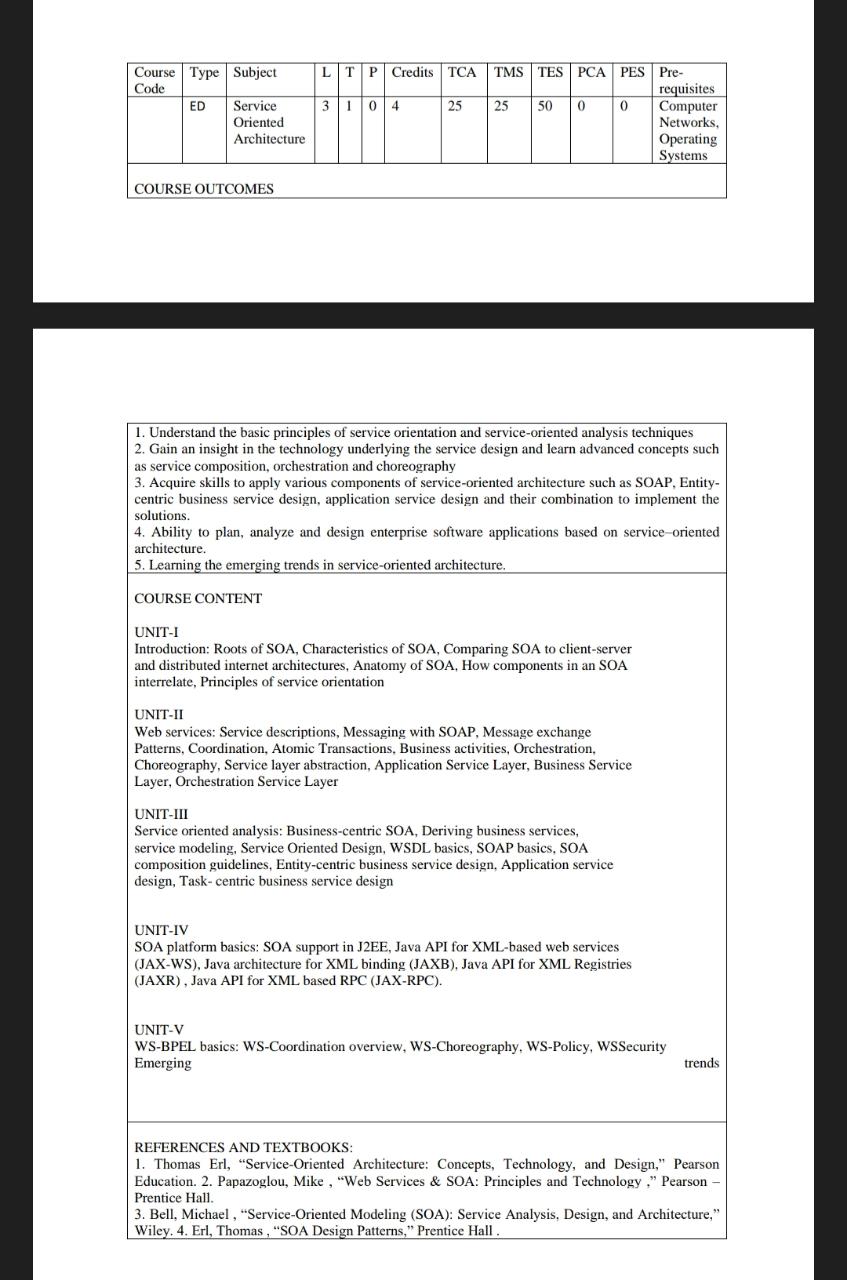 Course Code Type Subject L T P Credits TCA TMS TES PCA PES Pre-requisites
ED Service Oriented Architecture 3 1 0 4 25 25 50 0 0 Computer Networks, Operating Systems
COURSE OUTCOMES
1. Understand the basic principles of service orientation and service-oriented analysis techniques
2. Gain an insight in the technology underlying the service design and learn advanced concepts such
as service composition, orchestration and choreography
3. Acquire skills to apply various components of service-oriented architecture such as SOAP, Entity-
centric business service design, application service design and their combination to implement the
solutions.
4. Ability to plan, analyze and design enterprise software applications based on service–oriented
architecture.
5. Learning the emerging trends in service-oriented architecture.
COURSE CONTENT
UNIT-I
Introduction: Roots of SOA, Characteristics of SOA, Comparing SOA to client-server
and distributed internet architectures, Anatomy of SOA, How components in an SOA
interrelate, Principles of service orientation
UNIT-II
Web services: Service descriptions, Messaging with SOAP, Message exchange
Patterns, Coordination, Atomic Transactions, Business activities, Orchestration,
Choreography, Service layer abstraction, Application Service Layer, Business Service
Layer, Orchestration Service Layer
UNIT-III
Service oriented analysis: Business-centric SOA, Deriving business services,
service modeling, Service Oriented Design, WSDL basics, SOAP basics, SOA
composition guidelines, Entity-centric business service design, Application service
design, Task- centric business service design
UNIT-IV
SOA platform basics: SOA support in J2EE, Java API for XML-based web services
(JAX-WS), Java architecture for XML binding (JAXB), Java API for XML Registries
(JAXR) , Java API for XML based RPC (JAX-RPC).
UNIT-V
WS-BPEL basics: WS-Coordination overview, WS-Choreography, WS-Policy, WSSecurity
Emerging trends
REFERENCES AND TEXTBOOKS:
1. Thomas Erl, “Service-Oriented Architecture: Concepts, Technology, and Design,” Pearson
Education. 2. Papazoglou, Mike , “Web Services & SOA: Principles and Technology ,” Pearson –
Prentice Hall.
3. Bell, Michael , “Service-Oriented Modeling (SOA): Service Analysis, Design, and Architecture,”
Wiley. 4. Erl, Thomas , “SOA Design Patterns,” Prentice Hall .